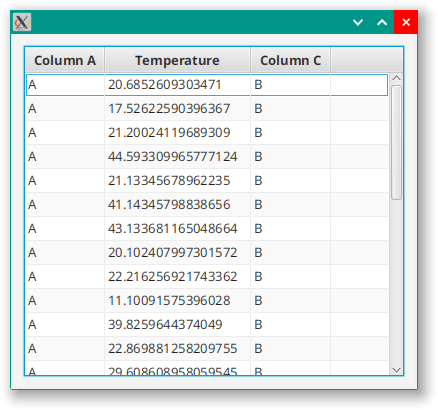 Column A Temperature Column C
A 20.6852609303471 B
A 17.52622590396367 B
A 21.20024119689309 B
A 44.593309965777124 B
A 21.13345678962235 B
A 41.14345798838656 B
A 43.133681165048664 B
A 20.102407997301572 B
A 22.216256921743362 B
A 11.10091575396028 B
A 39.8259644374049 B
A 22.869881258209755 B
A 29.608608958059545 B